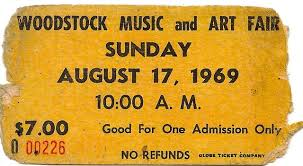 WOODSTOCK MUSIC and ART FAIR
SUNDAY
AUGUST 17, 1969
10:00 A. M.
$7.00 Good For One Admission Only
0 00226 NO REFUNDS GLOBE TICKET COMPANY